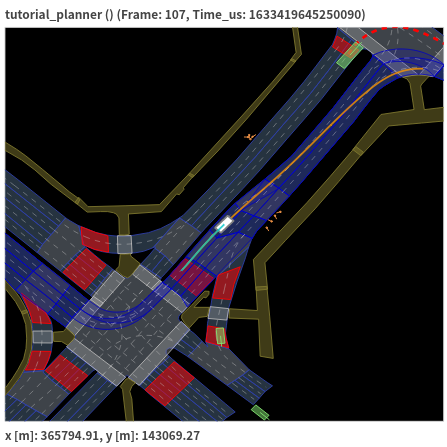 tutorial_planner () (Frame: 107, Time_us: 1633419645250090)
x [m]: 365794.91, y [m]: 143069.27